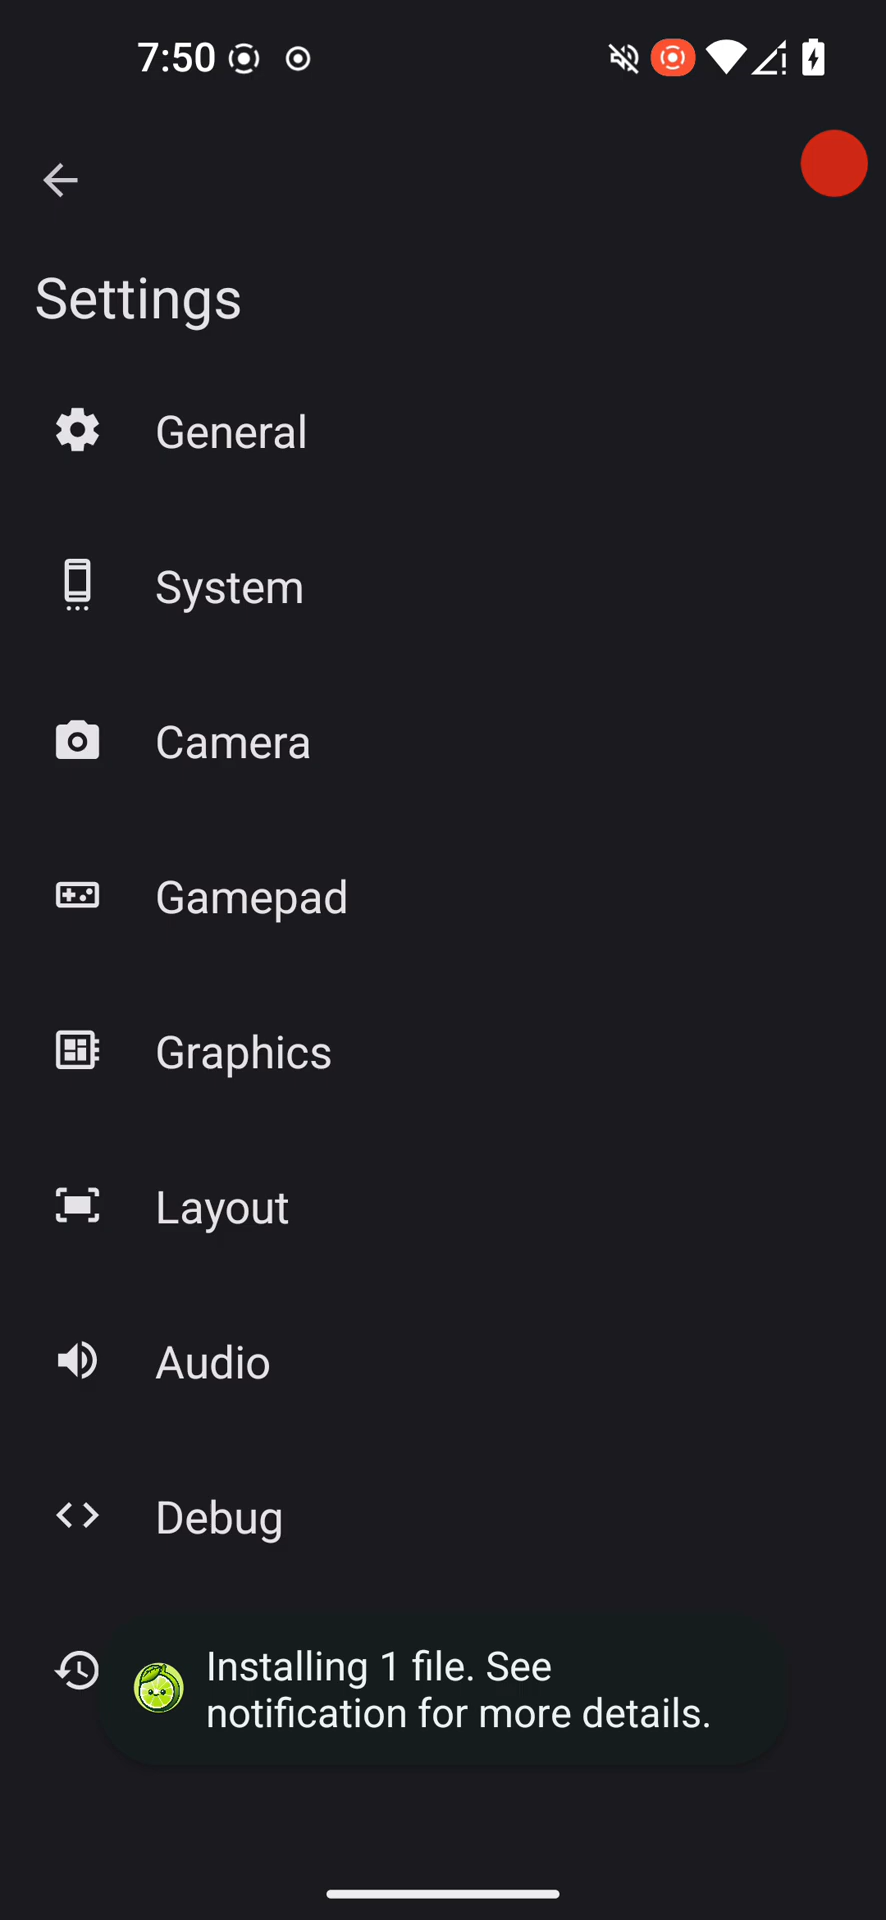 7:50
Settings
General
System
Camera
Gamepad
Graphics
Layout
Audio
Debug
Installing 1 file. See
notification for more details.